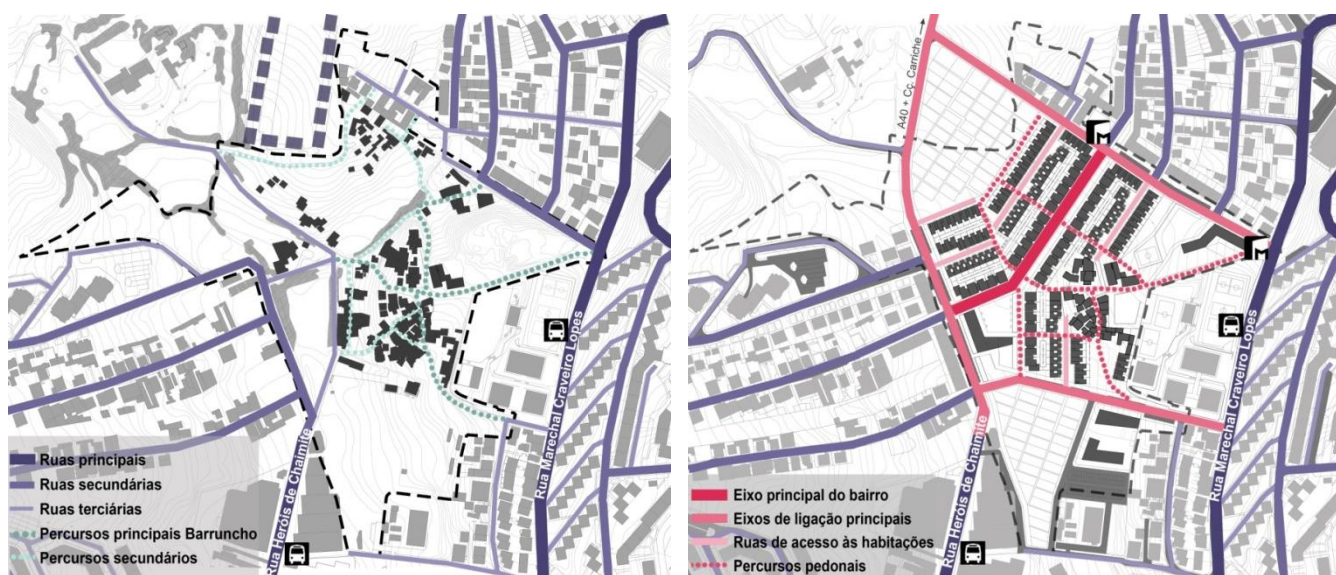 Rua Heróis de Chaimite
Rua Marechal Craveiro Lopes
Ruas principais
Ruas secundárias
Ruas terciárias
Percursos principais Barruncho
Percursos secundários
A40 + Cç. Carriche
M
M
Rua Heróis de Chaimite
Rua Marechal Craveiro Lopes
Eixo principal do bairro
Eixos de ligação principais
Ruas de acesso às habitações
Percursos pedonais